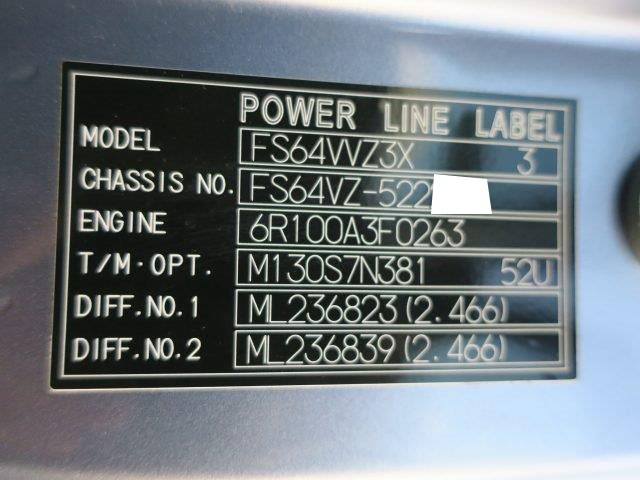 POWER LINE LABEL
MODEL FS64VVZ3X 3
CHASSIS NO. FS64VZ-522
ENGINE 6R100A3F0263
T/M·OPT. M130S7N381 52U
DIFF.NO.1 ML236823(2.466)
DIFF.NO.2 ML236839(2.466)